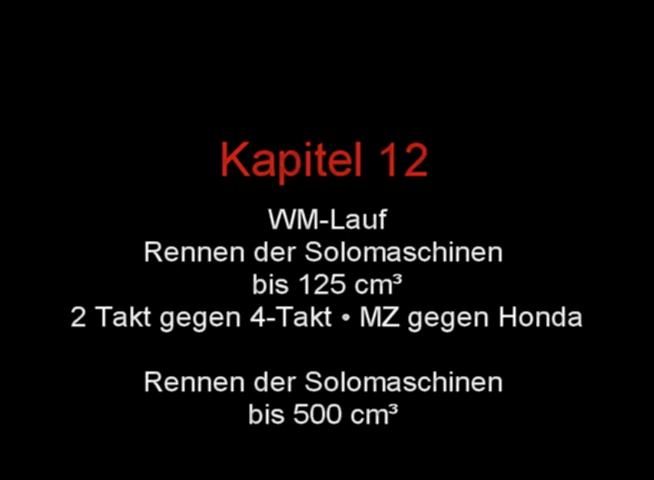 Kapitel 12
WM-Lauf
Rennen der Solomaschinen
bis 125 cm³
2 Takt gegen 4-Takt • MZ gegen Honda
Rennen der Solomaschinen
bis 500 cm³